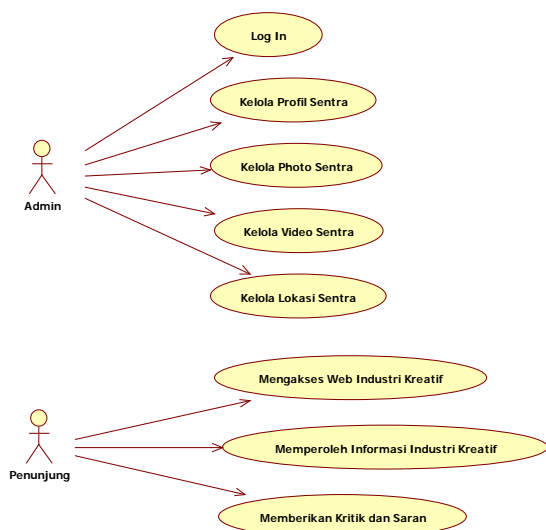 Log In
Kelola Profil Sentra
Kelola Photo Sentra
Admin
Kelola Video Sentra
Kelola Lokasi Sentra
Mengakses Web Industri Kreatif
Memperoleh Informasi Industri Kreatif
Penunjung
Memberikan Kritik dan Saran